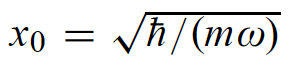 x₀ = √ħ/(mω)